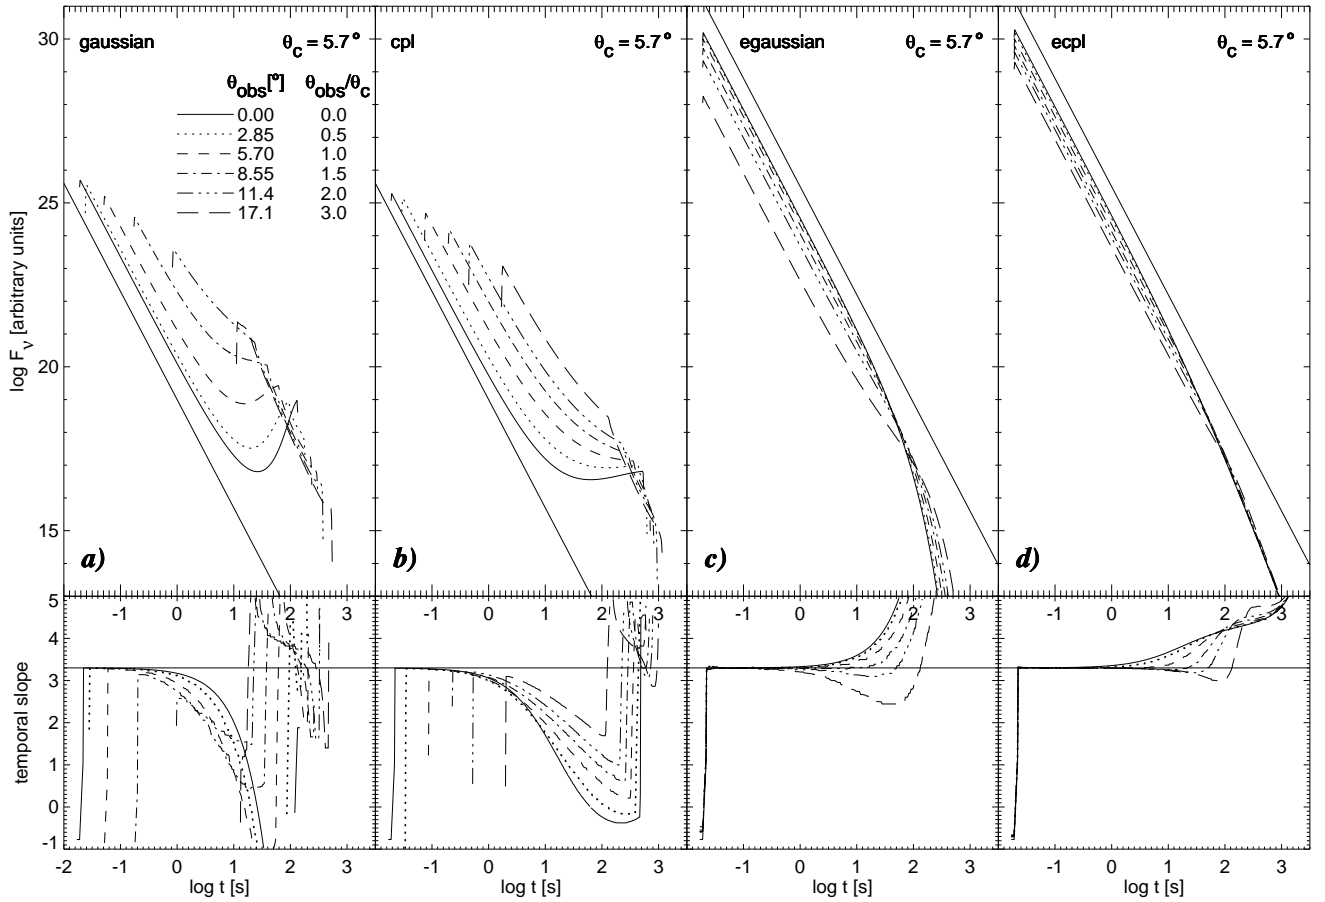 gaussian θc = 5.7°
cpl θc = 5.7°
egaussian θc = 5.7°
ecpl θc = 5.7°
θobs[°] θobs/θc
0.00 0.0
2.85 0.5
5.70 1.0
8.55 1.5
11.4 2.0
17.1 3.0
30
25
20
15
log Fν [arbitrary units]
a)
b)
c)
d)
-1 0 1 2 3
-1 0 1 2 3
-1 0 1 2 3
-1 0 1 2 3
5
4
3
2
1
0
-1
temporal slope
-2 -1 0 1 2 3
-1 0 1 2 3
-1 0 1 2 3
-1 0 1 2 3
log t [s]
log t [s]
log t [s]
log t [s]